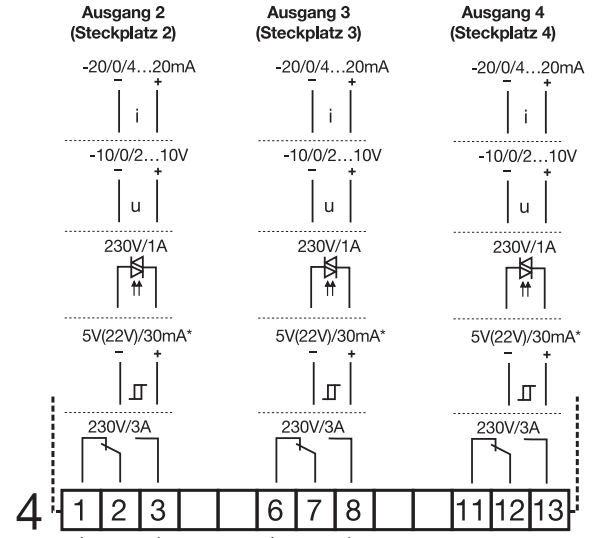 Ausgang 2 Ausgang 3 Ausgang 4
(Steckplatz 2) (Steckplatz 3) (Steckplatz 4)
-20/0/4...20mA -20/0/4...20mA -20/0/4...20mA
− + − + − +
i i i
-10/0/2...10V -10/0/2...10V -10/0/2...10V
− + − + − +
u u u
230V/1A 230V/1A 230V/1A
5V(22V)/30mA* 5V(22V)/30mA* 5V(22V)/30mA*
− + − + − +
230V/3A 230V/3A 230V/3A
4 1 2 3 6 7 8 11 12 13